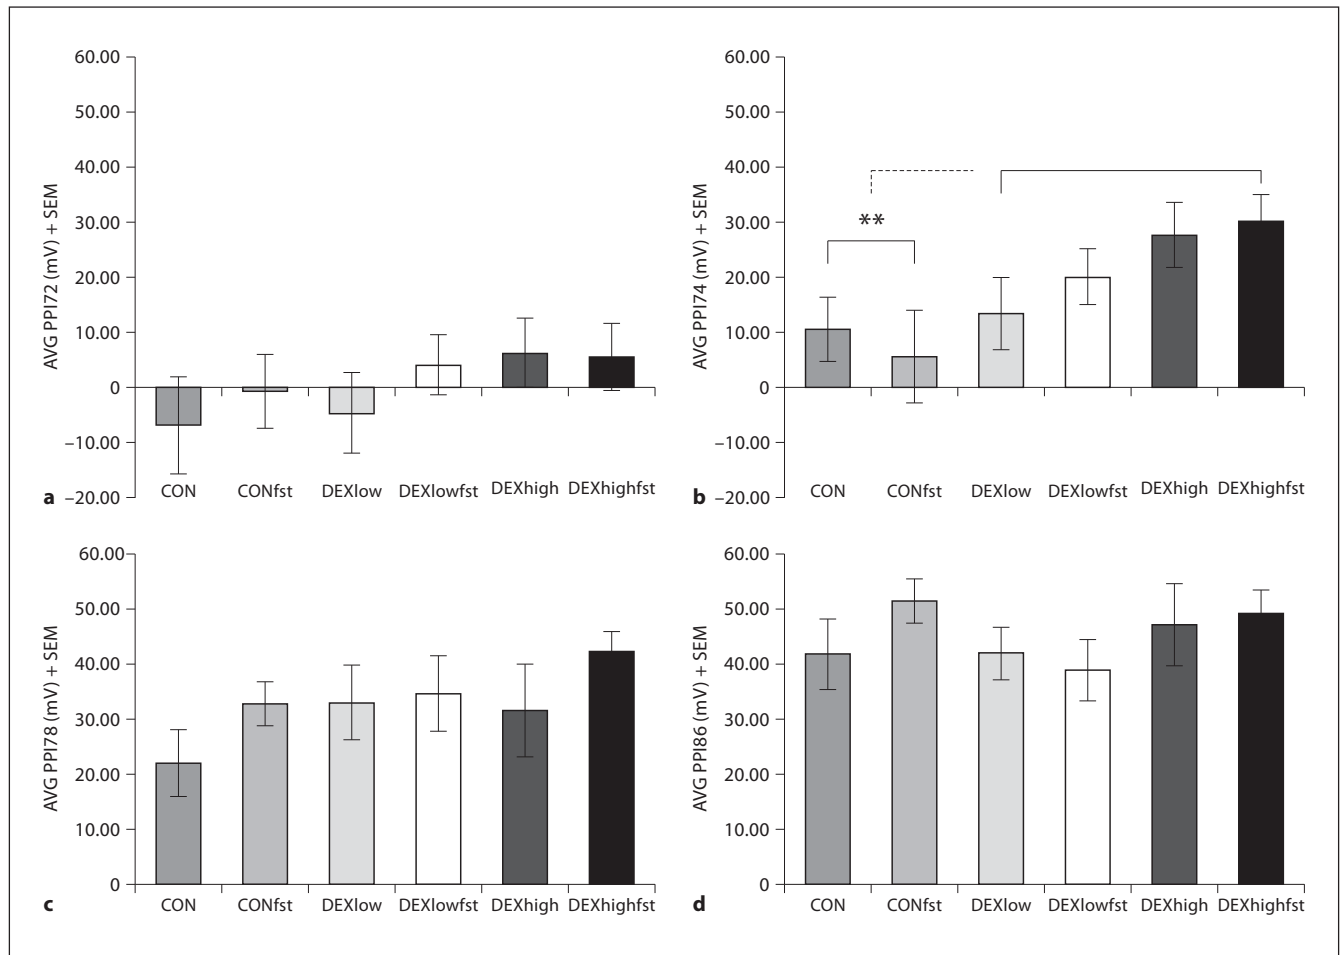 60.00
50.00
40.00
30.00
20.00
10.00
0
–10.00
–20.00
AVG PPI72 (mV) + SEM
a
CON CONfst DEXlow DEXlowfst DEXhigh DEXhighfst
60.00
50.00
40.00
30.00
20.00
10.00
0
–10.00
–20.00
AVG PPI74 (mV) + SEM
**
b
CON CONfst DEXlow DEXlowfst DEXhigh DEXhighfst
60.00
50.00
40.00
30.00
20.00
10.00
0
AVG PPI78 (mV) + SEM
c
CON CONfst DEXlow DEXlowfst DEXhigh DEXhighfst
60.00
50.00
40.00
30.00
20.00
10.00
0
AVG PPI86 (mV) + SEM
d
CON CONfst DEXlow DEXlowfst DEXhigh DEXhighfst